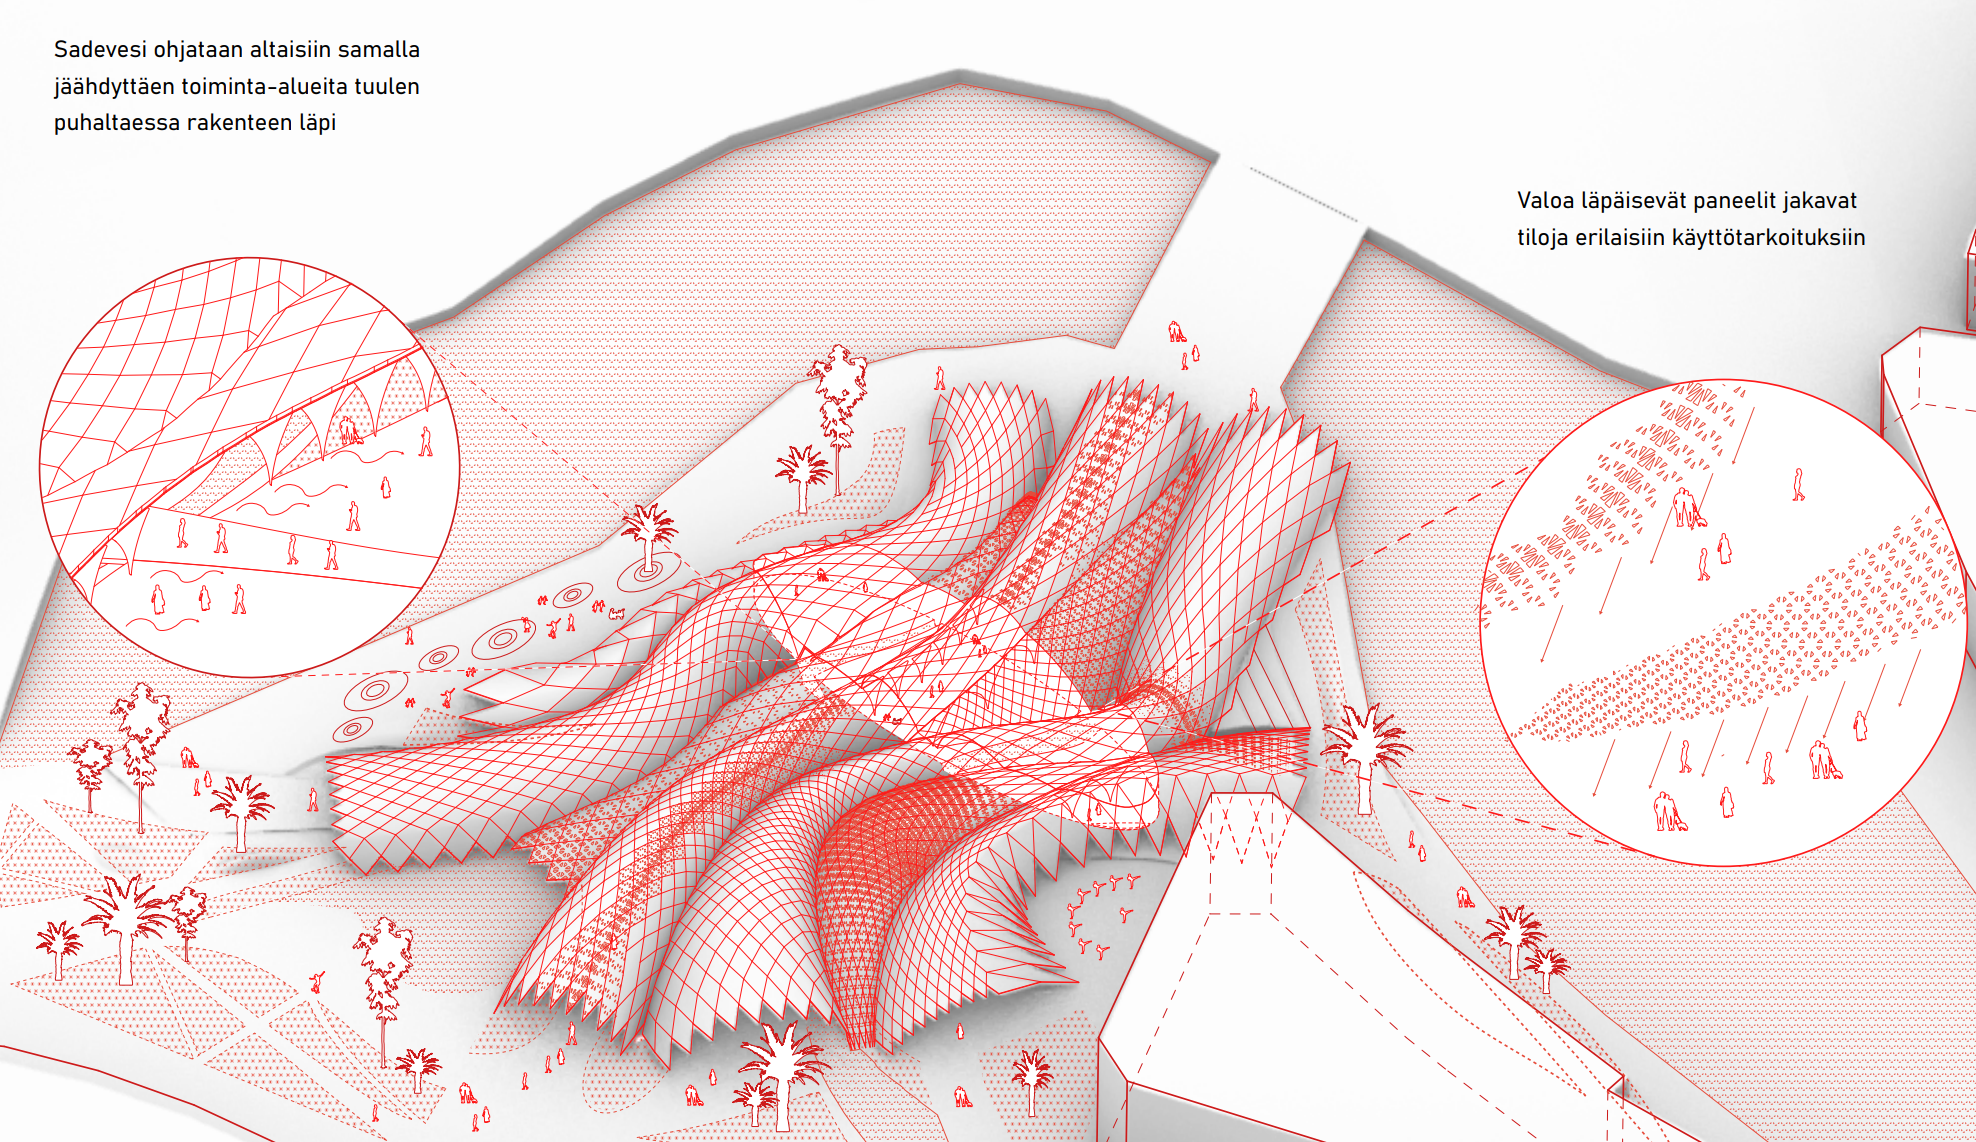 Sadevesi ohjataan altaisiin samalla
jäähdyttäen toiminta-alueita tuulen
puhaltaessa rakenteen läpi
Valoa läpäisevät paneelit jakavat
tiloja erilaisiin käyttötarkoituksiin